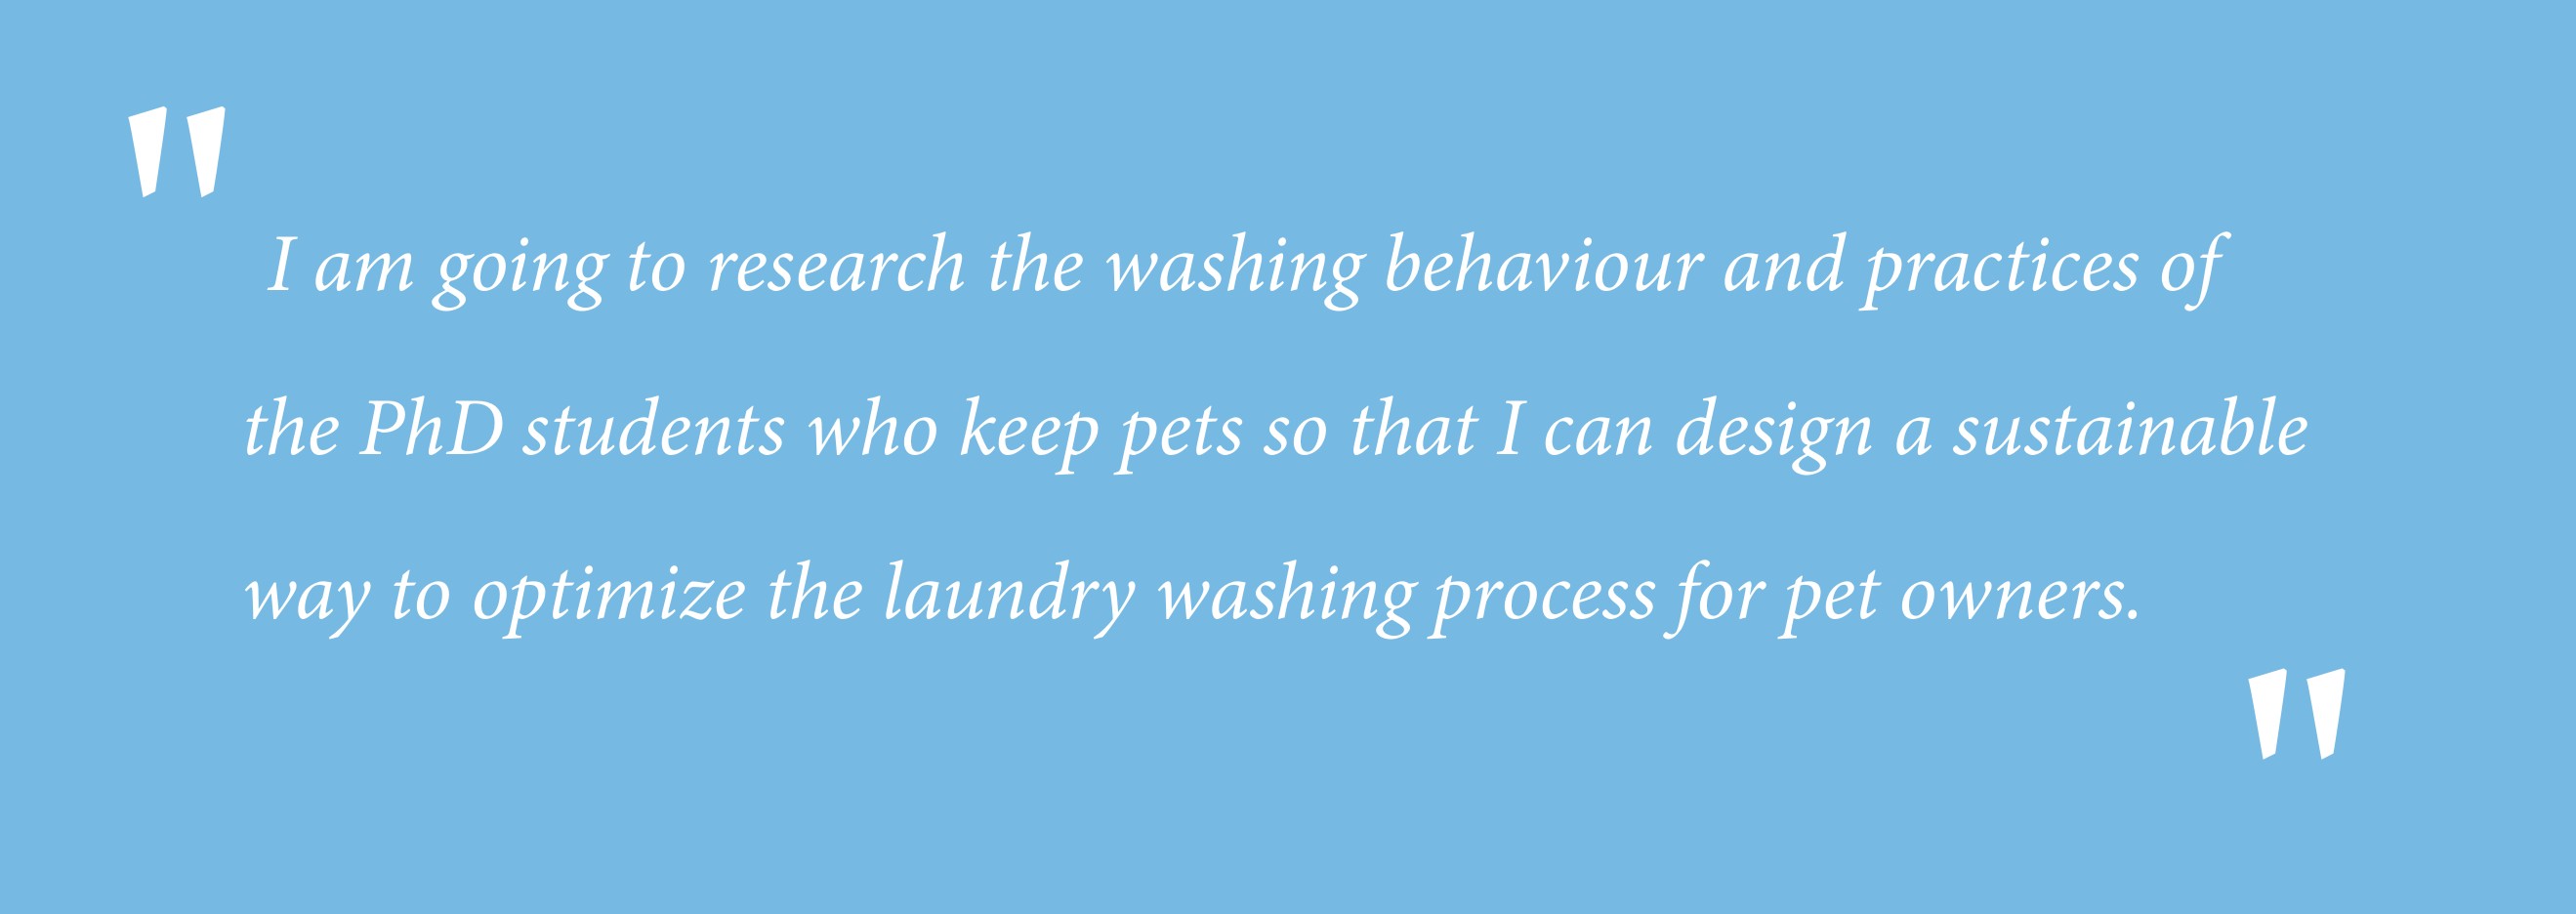 "
I am going to research the washing behaviour and practices of
the PhD students who keep pets so that I can design a sustainable
way to optimize the laundry washing process for pet owners.
"